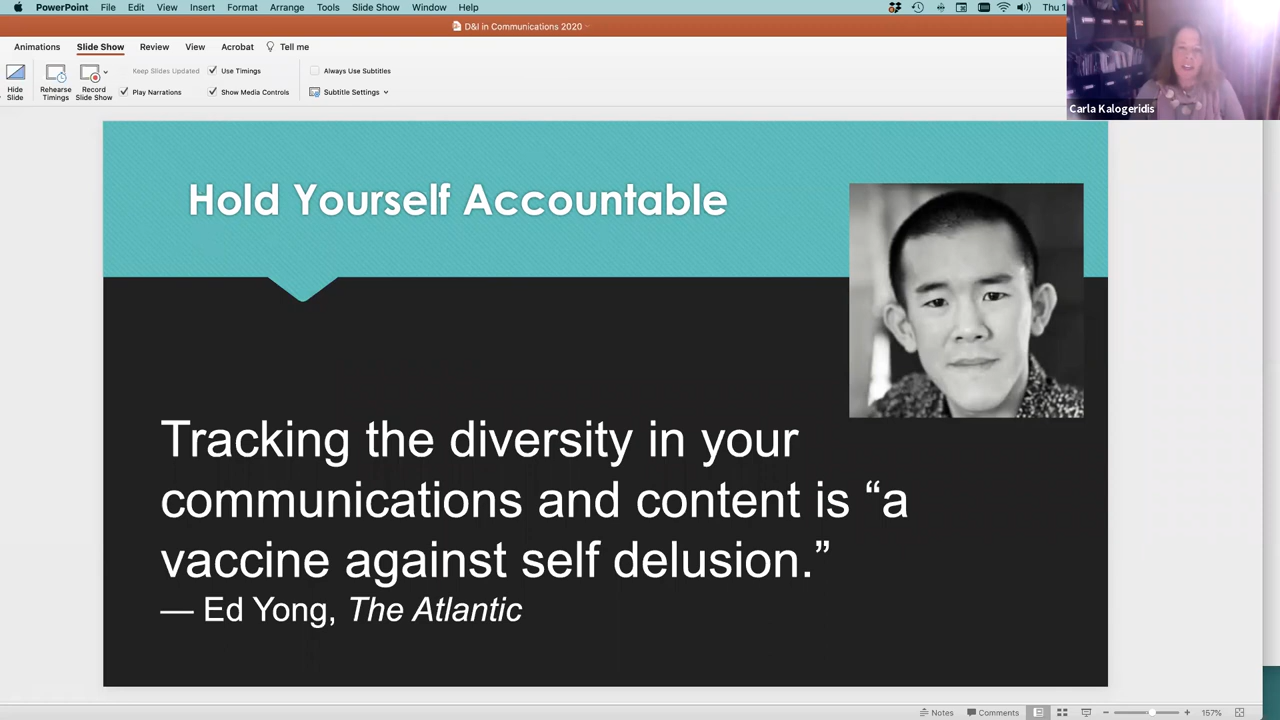 PowerPoint File Edit View Insert Format Arrange Tools Slide Show Window Help Thu 1
D&I in Communications 2020
Animations Slide Show Review View Acrobat Tell me
Keep Slides Updated Use Timings Always Use Subtitles
Hide Slide
Rehearse Timings
Record Slide Show
Play Narrations Show Media Controls Subtitle Settings
Carla Kalogeridis
Hold Yourself Accountable
Tracking the diversity in your
communications and content is “a
vaccine against self delusion.”
— Ed Yong, The Atlantic
Notes Comments 157%